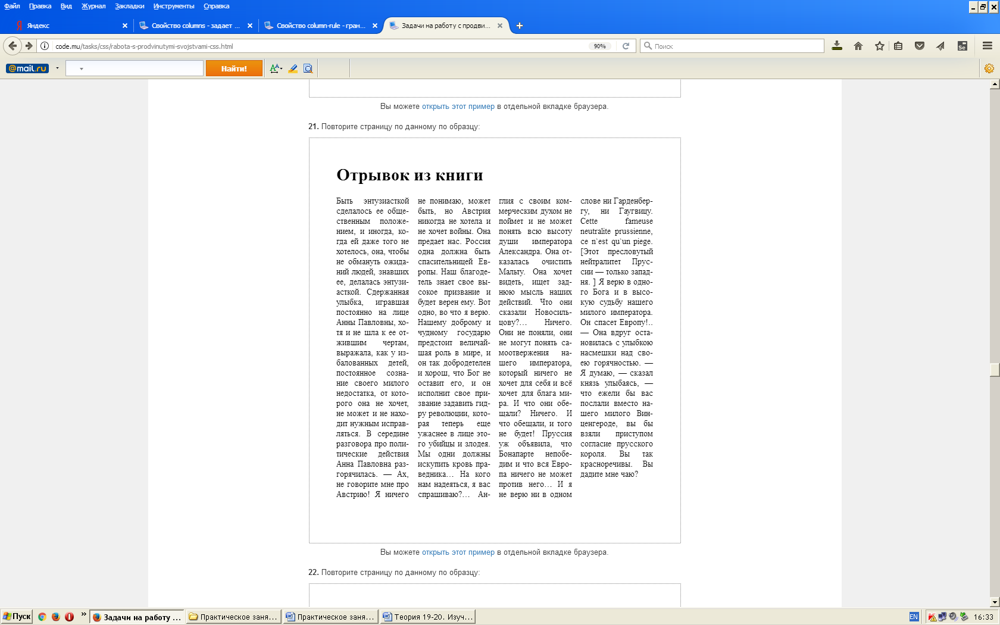 Файл Правка Вид Журнал Закладки Инструменты Справка
Яндекс
Свойство columns - задает ...
Свойство column-rule - гран...
Задачи на работу с продви...
code.mu/tasks/css/rabota-s-prodvinutymi-svojstvami-css.html
90%
Поиск
@mail.ru
Найти!
Вы можете открыть этот пример в отдельной вкладке браузера.
21. Повторите страницу по данному по образцу:
Отрывок из книги
Быть энтузиасткой
сделалось ее обще-
ственным положе-
нием, и иногда, ко-
гда ей даже того не
хотелось, она, чтобы
не обмануть ожида-
ний людей, знавших
ее, делалась энтузи-
асткой. Сдержанная
улыбка, игравшая
постоянно на лице
Анны Павловны, хо-
тя и не шла к ее от-
жившим чертам,
выражала, как у из-
балованных детей,
постоянное созна-
ние своего милого
недостатка, от кото-
рого она не хочет,
не может и не нахо-
дит нужным исправ-
ляться. В середине
разговора про поли-
тические действия
Анна Павловна раз-
горячилась. — Ах,
не говорите мне про
Австрию! Я ничего
не понимаю, может
быть, но Австрия
никогда не хотела и
не хочет войны. Она
предает нас. Россия
одна должна быть
спасительницей Ев-
ропы. Наш благоде-
тель знает свое вы-
сокое призвание и
будет верен ему. Вот
одно, во что я верю.
Нашему доброму и
чудному государю
предстоит величай-
шая роль в мире, и
он так добродетелен
и хорош, что Бог не
оставит его, и он
исполнит свое при-
звание задавить гид-
ру революции, кото-
рая теперь еще
ужаснее в лице это-
го убийцы и злодея.
Мы одни должны
искупить кровь пра-
ведника… На кого
нам надеяться, я вас
спрашиваю?… Ан-
глия с своим ком-
мерческим духом не
поймет и не может
понять всю высоту
души императора
Александра. Она от-
казалась очистить
Мальту. Она хочет
видеть, ищет зад-
нюю мысль наших
действий. Что они
сказали Новосиль-
цову?… Ничего.
Они не поняли, они
не могут понять са-
моотвержения на-
шего императора,
который ничего не
хочет для себя и всё
хочет для блага ми-
ра. И что они обе-
щали? Ничего. И
что обещали, и того
не будет! Пруссия
уж объявила, что
Бонапарте непобе-
дим и что вся Евро-
па ничего не может
против него… И я
не верю ни в одном
слове ни Гарденбер-
гу, ни Гаугвицу.
Cette fameuse
neutralite prussienne,
ce n`est qu`un piege.
[Этот пресловутый
нейтралитет Прус-
сии — только запад-
ня. ] Я верю в одно-
го Бога и в высо-
кую судьбу нашего
милого императора.
Он спасет Европу!..
— Она вдруг оста-
новилась с улыбкою
насмешки над сво-
ею горячностью. —
Я думаю, — сказал
князь улыбаясь, —
что ежели бы вас
послали вместо на-
шего милого Вин-
ценгероде, вы бы
взяли приступом
согласие прусского
короля. Вы так
красноречивы. Вы
дадите мне чаю?
Вы можете открыть этот пример в отдельной вкладке браузера.
22. Повторите страницу по данному по образцу:
Пуск
»
Задачи на работу ...
Практическое заня...
Практическое заня...
Теория 19-20. Изуч...
EN
16:33